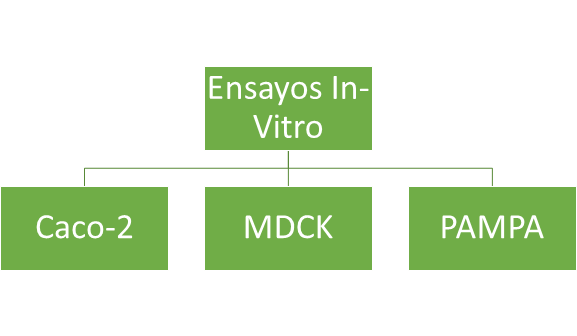 Ensayos In-
Vitro
Caco-2
MDCK
PAMPA